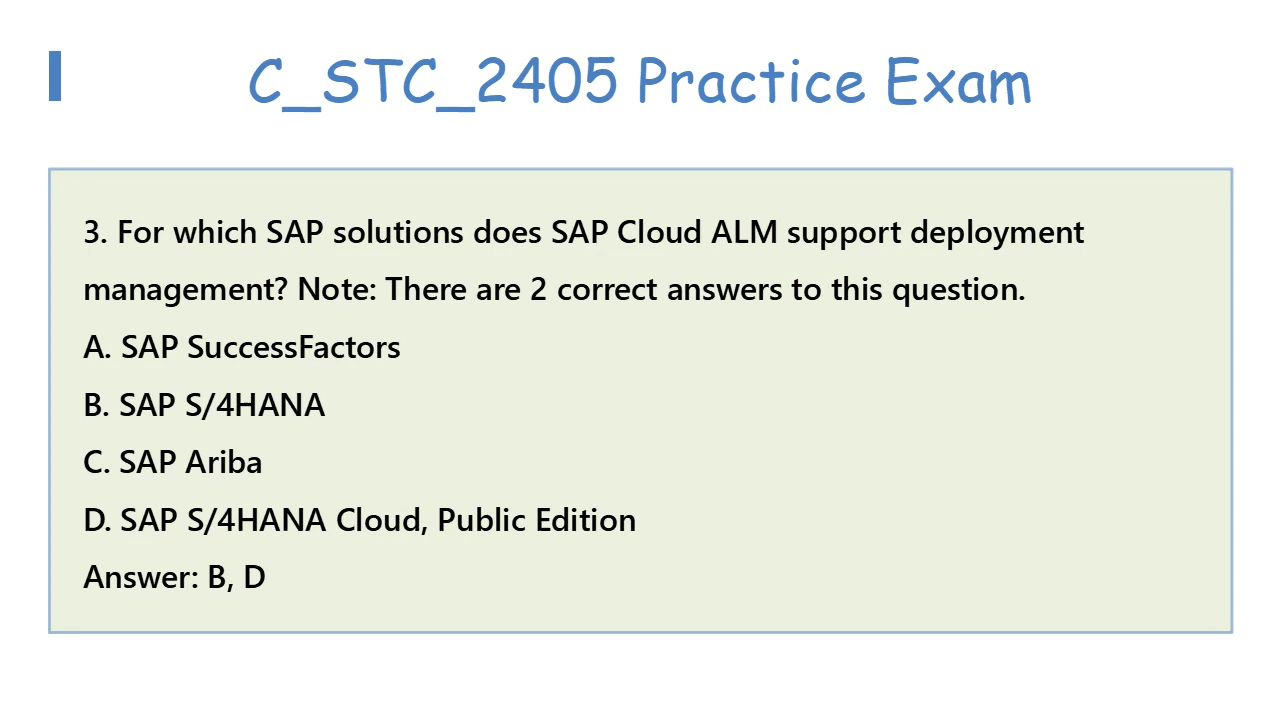 C_STC_2405 Practice Exam
3. For which SAP solutions does SAP Cloud ALM support deployment
management? Note: There are 2 correct answers to this question.
A. SAP SuccessFactors
B. SAP S/4HANA
C. SAP Ariba
D. SAP S/4HANA Cloud, Public Edition
Answer: B, D